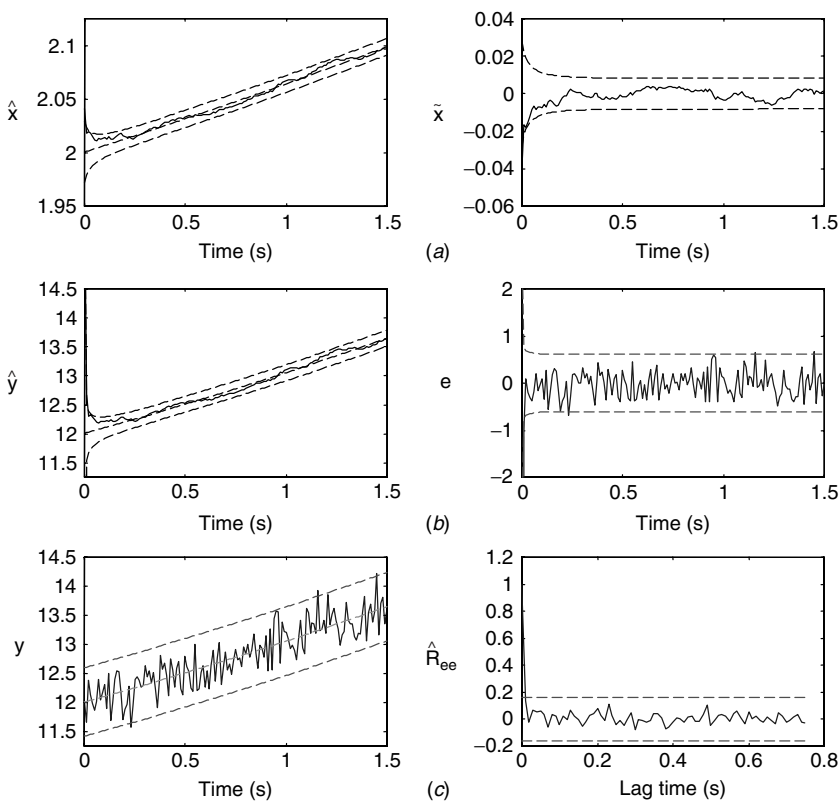 2.1
2.05
2
1.95
x̂
0 0.5 1 1.5
Time (s)
0.04
0.02
0
−0.02
−0.04
−0.06
x̃
0 0.5 1 1.5
Time (s)
(a)
14.5
14
13.5
13
12.5
12
11.5
ŷ
0 0.5 1 1.5
Time (s)
2
1
0
−1
−2
e
0 0.5 1 1.5
Time (s)
(b)
14.5
14
13.5
13
12.5
12
11.5
y
0 0.5 1 1.5
Time (s)
1.2
1.0
0.8
0.6
0.4
0.2
0
−0.2
R̂ee
0 0.2 0.4 0.6 0.8
Lag time (s)
(c)